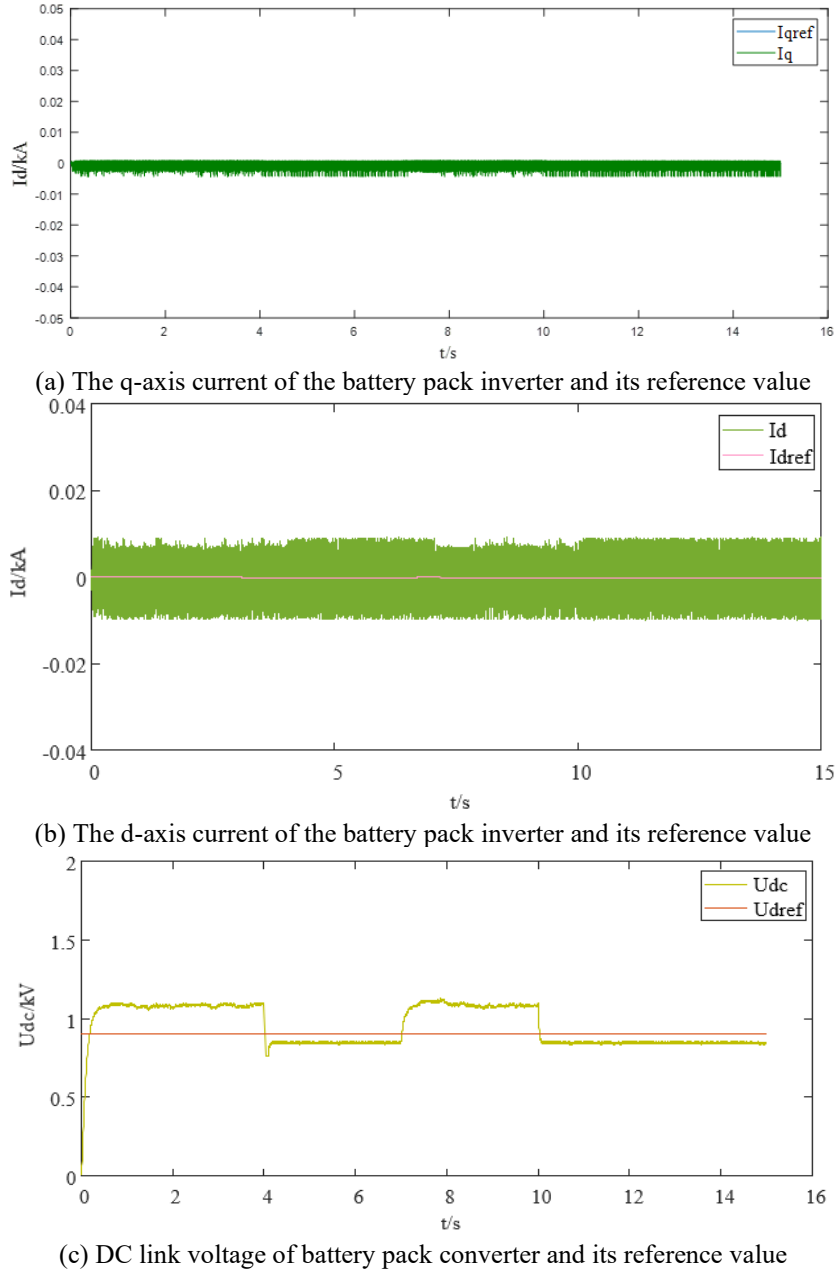 0.05
0.04
0.03
0.02
0.01
0
-0.01
-0.02
-0.03
-0.04
-0.05
Id/kA
Iqref
Iq
0 2 4 6 8 10 12 14 16
t/s
(a) The q-axis current of the battery pack inverter and its reference value
0.04
0.02
0
-0.02
-0.04
Id/kA
Id
Idref
0 5 10 15
t/s
(b) The d-axis current of the battery pack inverter and its reference value
2
1.5
1
0.5
0
Udc/kV
Udc
Udref
0 2 4 6 8 10 12 14 16
t/s
(c) DC link voltage of battery pack converter and its reference value